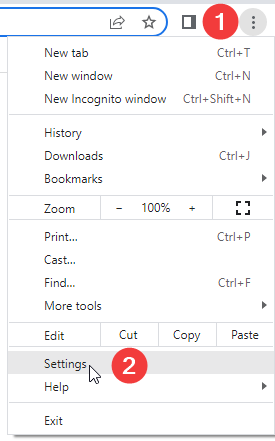 1
New tab Ctrl+T
New window Ctrl+N
New Incognito window Ctrl+Shift+N
History
Downloads Ctrl+J
Bookmarks
Zoom − 100% +
Print... Ctrl+P
Cast...
Find... Ctrl+F
More tools
Edit Cut Copy Paste
Settings 2
Help
Exit